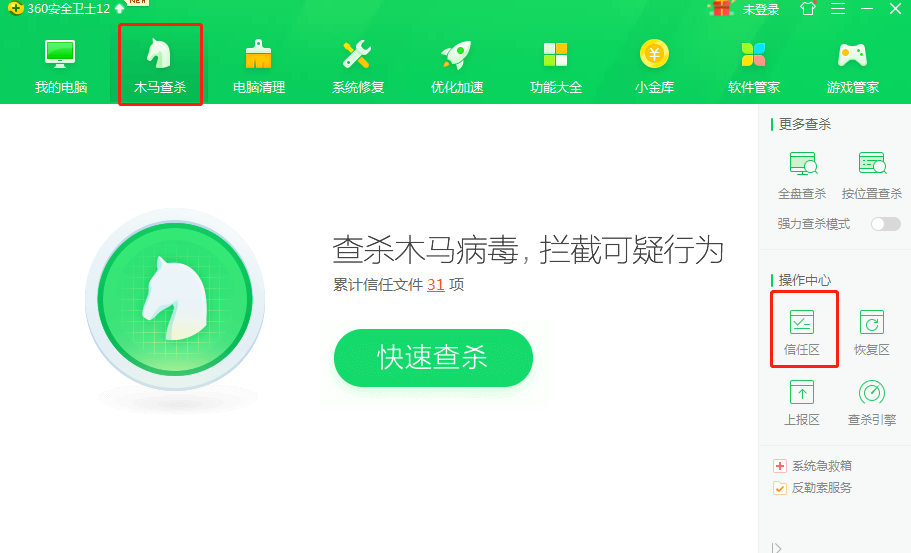 360安全卫士12
NEW
未登录
我的电脑
木马查杀
电脑清理
系统修复
优化加速
功能大全
小金库
软件管家
游戏管家
更多查杀
全盘查杀
按位置查杀
强力查杀模式
查杀木马病毒, 拦截可疑行为
累计信任文件 31 项
快速查杀
操作中心
信任区
恢复区
上报区
查杀引擎
系统急救箱
反勒索服务